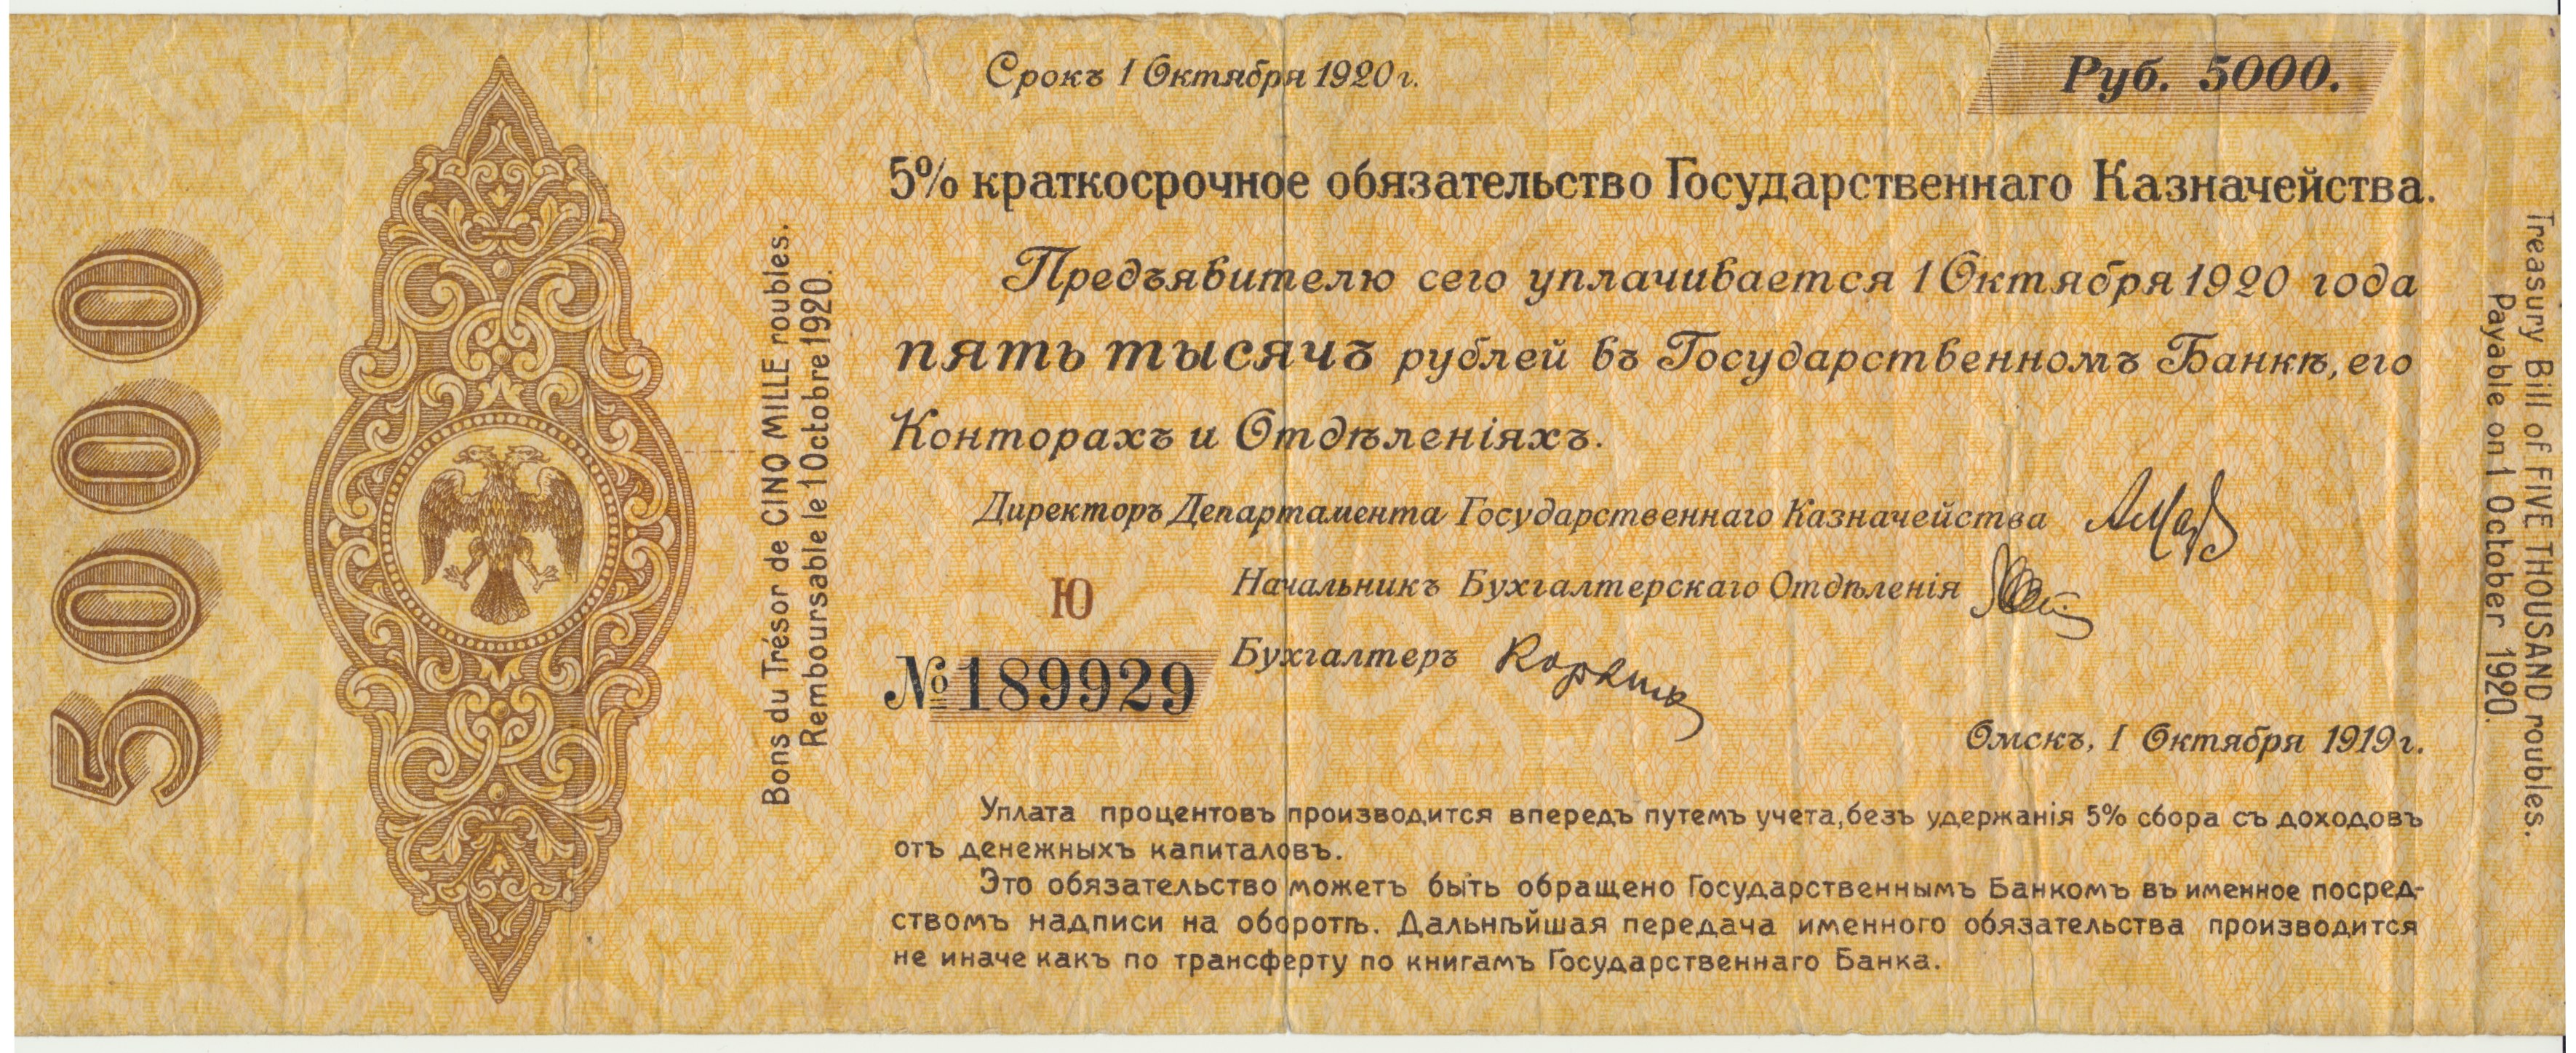 5000
Bons du Trésor de CINQ MILLE roubles.
Remboursable le 1 Octobre 1920.
Срокъ 1 Октября 1920 г.
Руб. 5000.
5% краткосрочное обязательство Государственнаго Казначейства.
Предъявителю сего уплачивается 1 Октября 1920 года
пять тысячъ рублей въ Государственномъ Банкѣ, его
Конторахъ и Отдѣленіяхъ.
Директоръ Департамента Государственнаго Казначейства
Ю
Начальникъ Бухгалтерскаго Отдѣленія
№ 189929
Бухгалтеръ
Омскъ, 1 Октября 1919 г.
Уплата процентовъ производится впередъ путемъ учета, безъ удержанія 5% сбора съ доходовъ
отъ денежныхъ капиталовъ.
Это обязательство можетъ быть обращено Государственнымъ Банкомъ въ именное посред-
ствомъ надписи на оборотѣ. Дальнѣйшая передача именного обязательства производится
не иначе какъ по трансферту по книгамъ Государственнаго Банка.
Treasury Bill of FIVE THOUSAND roubles.
Payable on 1 October 1920.